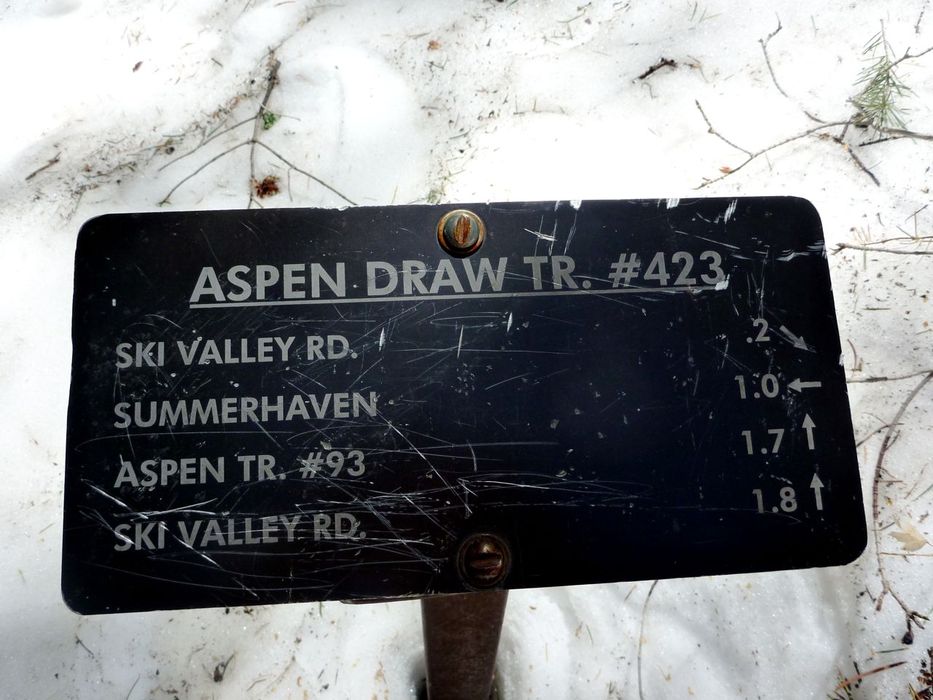 ASPEN DRAW TR. #423
SKI VALLEY RD. .2 ↘
SUMMERHAVEN 1.0 ←
ASPEN TR. #93 1.7 ↑
SKI VALLEY RD. 1.8 ↑